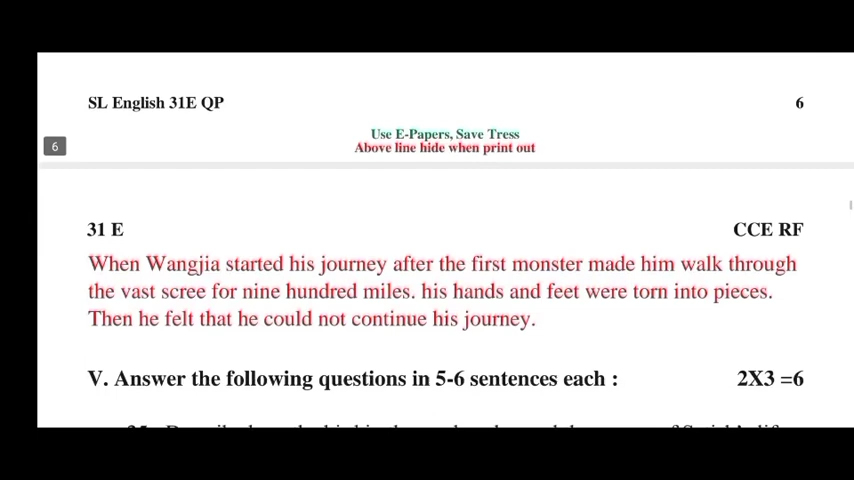 SL English 31E QP 6
Use E-Papers, Save Tress
6
Above line hide when print out
31 E CCE RF
When Wangjia started his journey after the first monster made him walk through
the vast scree for nine hundred miles. his hands and feet were torn into pieces.
Then he felt that he could not continue his journey.
V. Answer the following questions in 5-6 sentences each : 2X3 =6